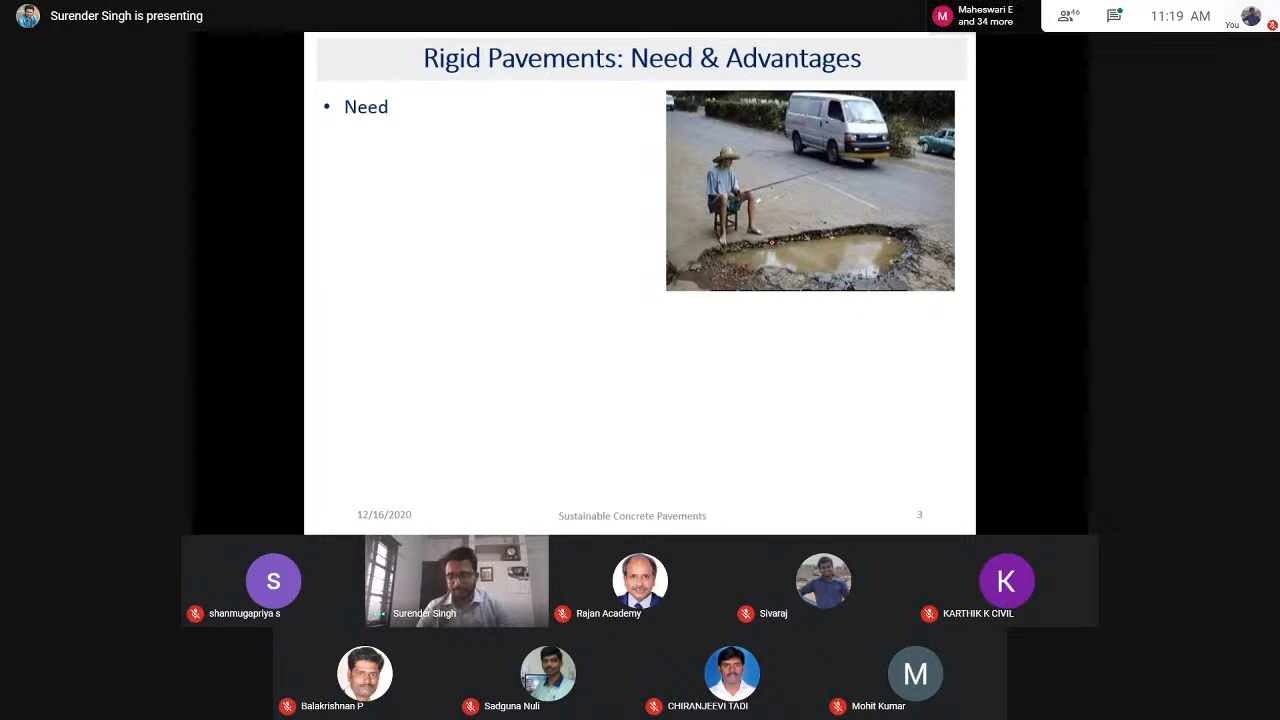 Surender Singh is presenting
M
Maheswari E
and 34 more
46
11:19 AM
You
Rigid Pavements: Need & Advantages
• Need
12/16/2020
Sustainable Concrete Pavements
3
S
K
shanmugapriya s
Surender Singh
Rajan Academy
Sivaraj
KARTHIK K CIVIL
M
Balakrishnan P
Sadguna Nuli
CHIRANJEEVI TADI
Mohit Kumar